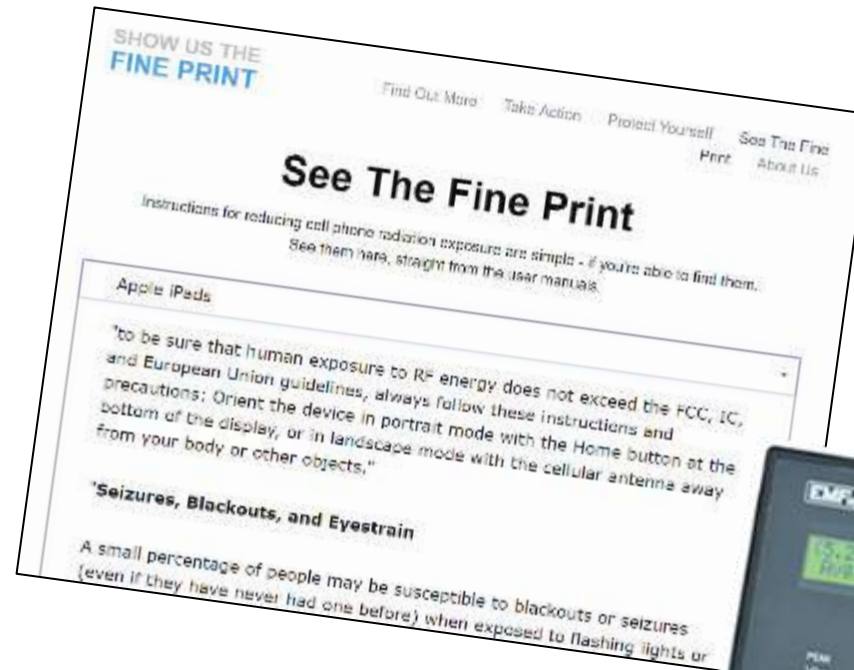 SHOW US THE
FINE PRINT
Find Out More Take Action Protect Yourself See The Fine
Print About Us
See The Fine Print
Instructions for reducing cell phone radiation exposure are simple - if you're able to find them.
See them here, straight from the user manuals.
Apple iPads
"to be sure that human exposure to RF energy does not exceed the FCC, IC,
and European Union guidelines, always follow these instructions and
precautions: Orient the device in portrait mode with the Home button at the
bottom of the display, or in landscape mode with the cellular antenna away
from your body or other objects."
"Seizures, Blackouts, and Eyestrain
A small percentage of people may be susceptible to blackouts or seizures
(even if they have never had one before) when exposed to flashing lights or
EMF